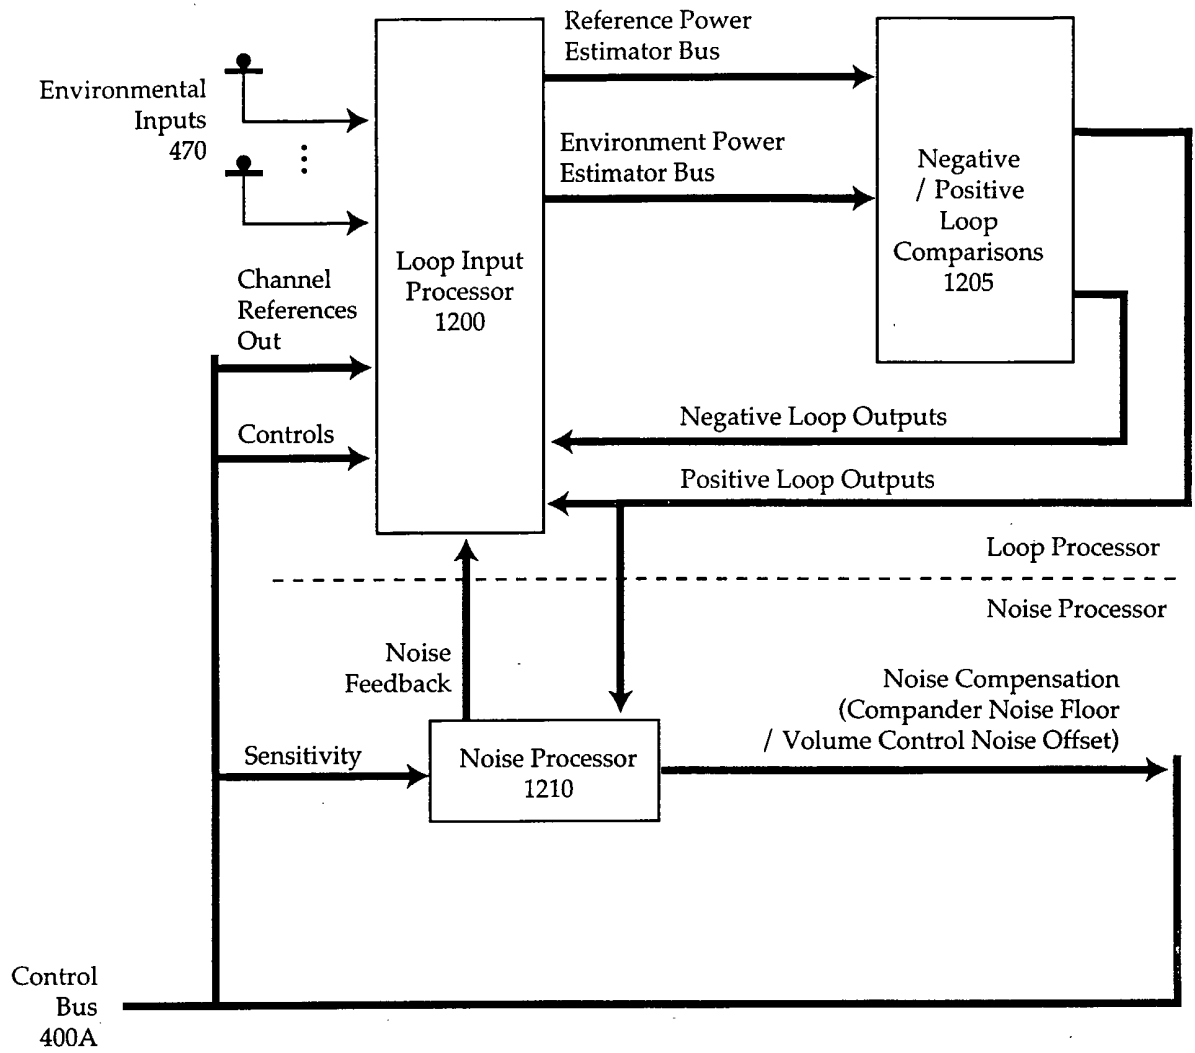 Reference Power
Estimator Bus
Environmental
Inputs
470
Environment Power
Estimator Bus
Negative
/ Positive
Loop
Comparisons
1205
Loop Input
Processor
1200
Channel
References
Out
Controls
Negative Loop Outputs
Positive Loop Outputs
Loop Processor
Noise Processor
Noise
Feedback
Noise Compensation
(Compander Noise Floor
/ Volume Control Noise Offset)
Sensitivity
Noise Processor
1210
Control
Bus
400A